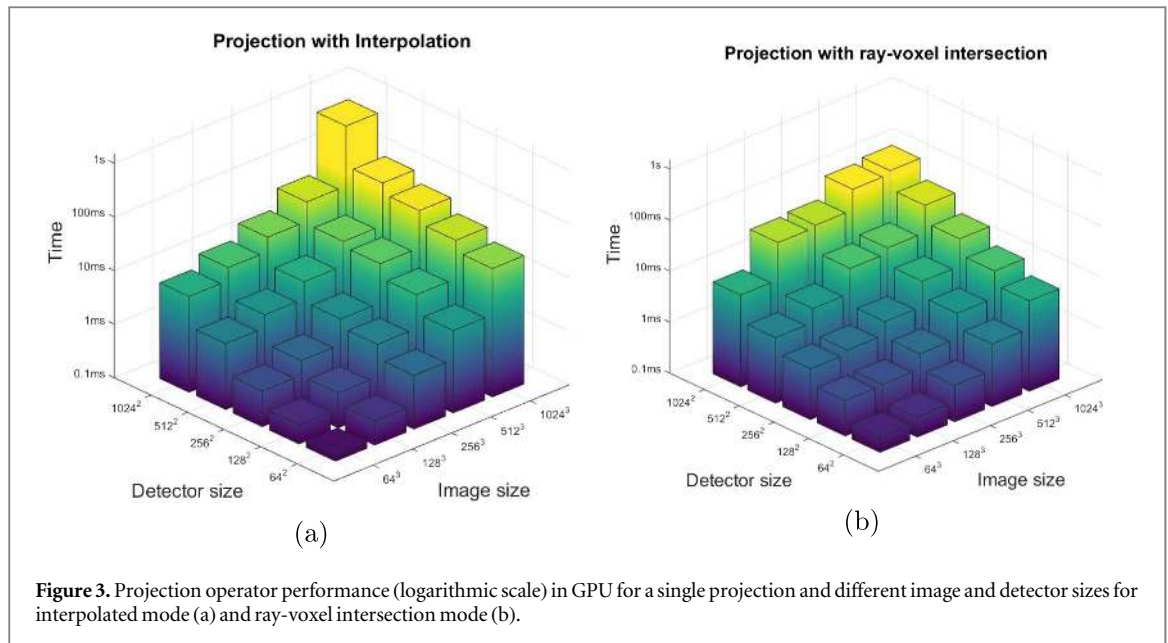 Projection with Interpolation
1s
100ms
10ms
1ms
0.1ms
Time
1024²
512²
256²
128²
64²
Detector size
64³
128³
256³
512³
1024³
Image size
(a)
Projection with ray-voxel intersection
1s
100ms
10ms
1ms
0.1ms
Time
1024²
512²
256²
128²
64²
Detector size
64³
128³
256³
512³
1024³
Image size
(b)
Figure 3. Projection operator performance (logarithmic scale) in GPU for a single projection and different image and detector sizes for
interpolated mode (a) and ray-voxel intersection mode (b).